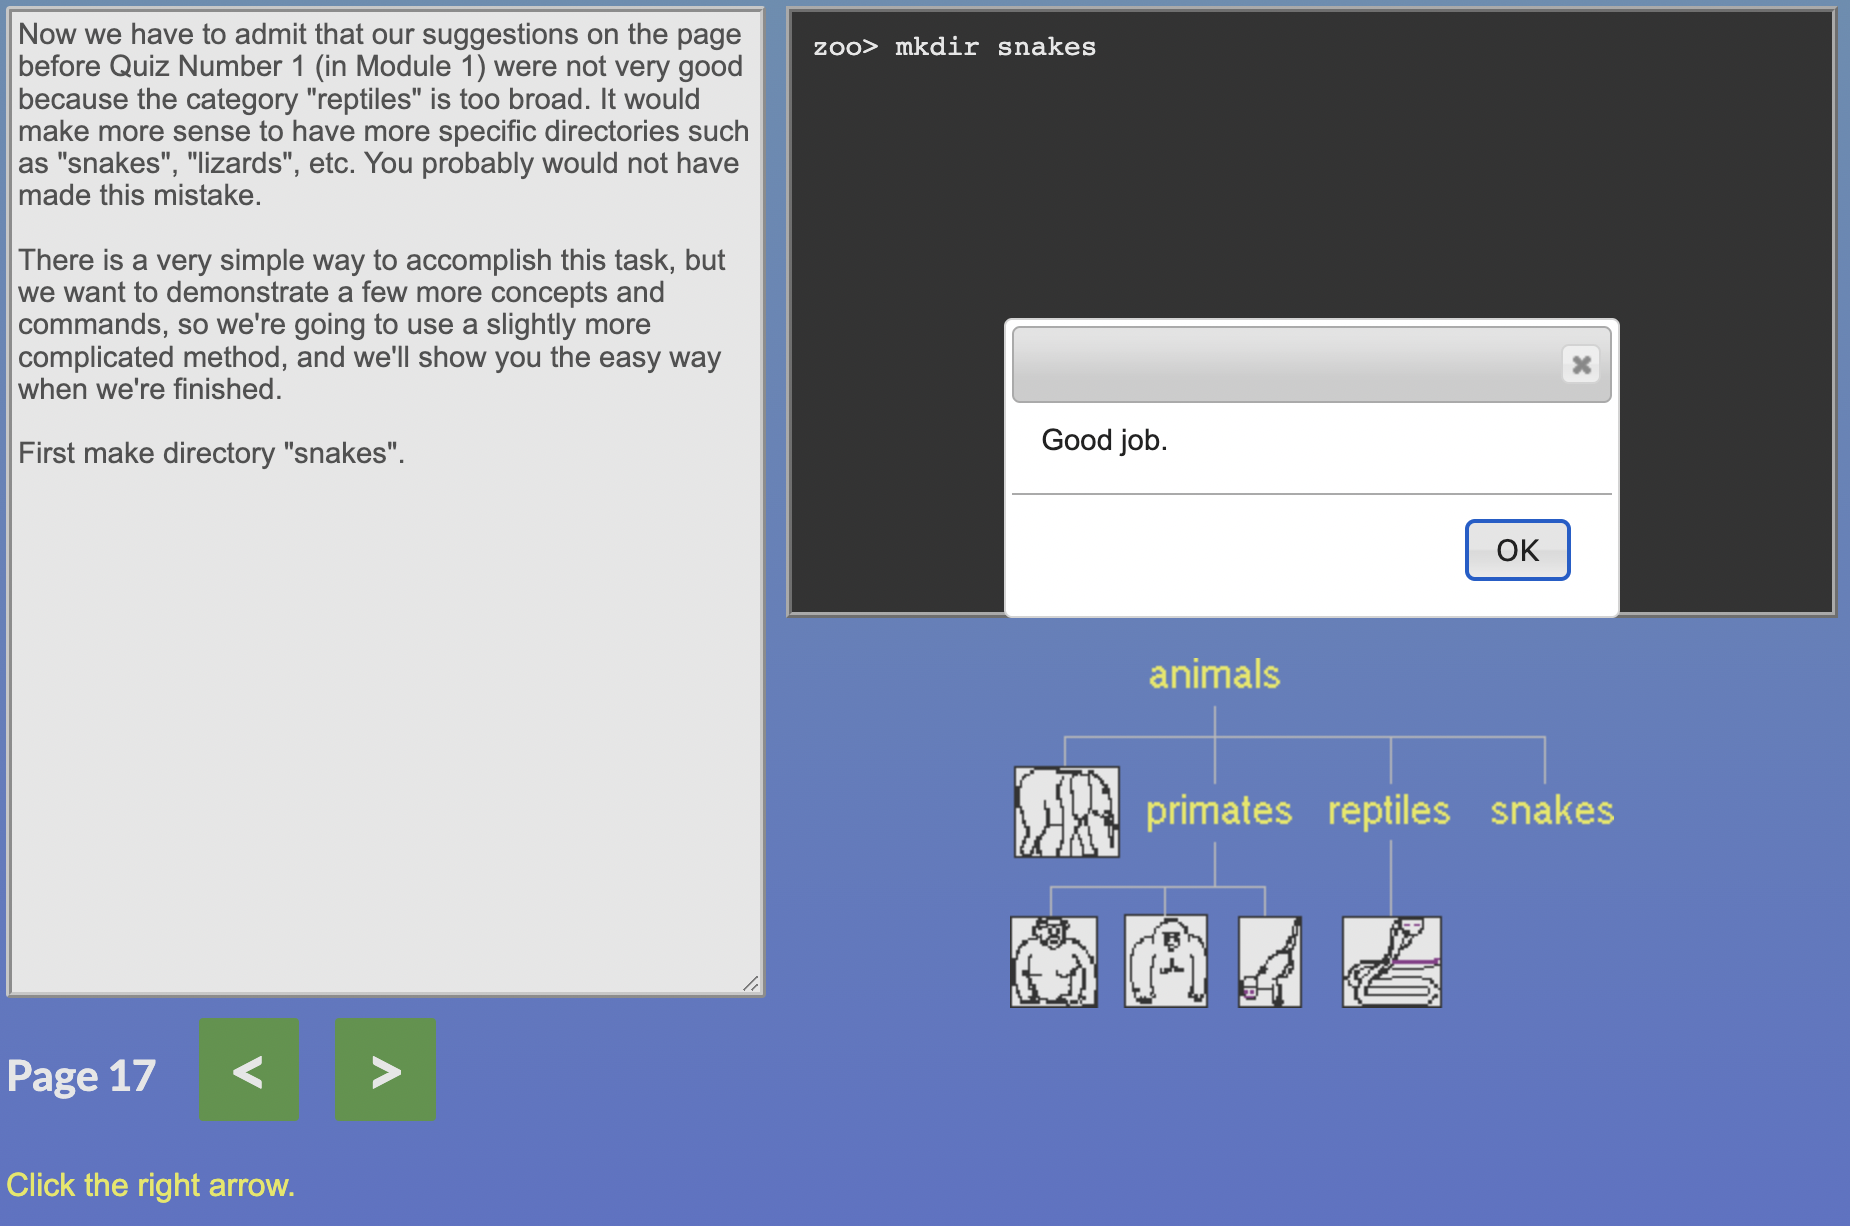 Now we have to admit that our suggestions on the page
before Quiz Number 1 (in Module 1) were not very good
because the category "reptiles" is too broad. It would
make more sense to have more specific directories such
as "snakes", "lizards", etc. You probably would not have
made this mistake.
There is a very simple way to accomplish this task, but
we want to demonstrate a few more concepts and
commands, so we're going to use a slightly more
complicated method, and we'll show you the easy way
when we're finished.
First make directory "snakes".
Page 17
<
>
Click the right arrow.
zoo> mkdir snakes
Good job.
OK
animals
primates reptiles snakes